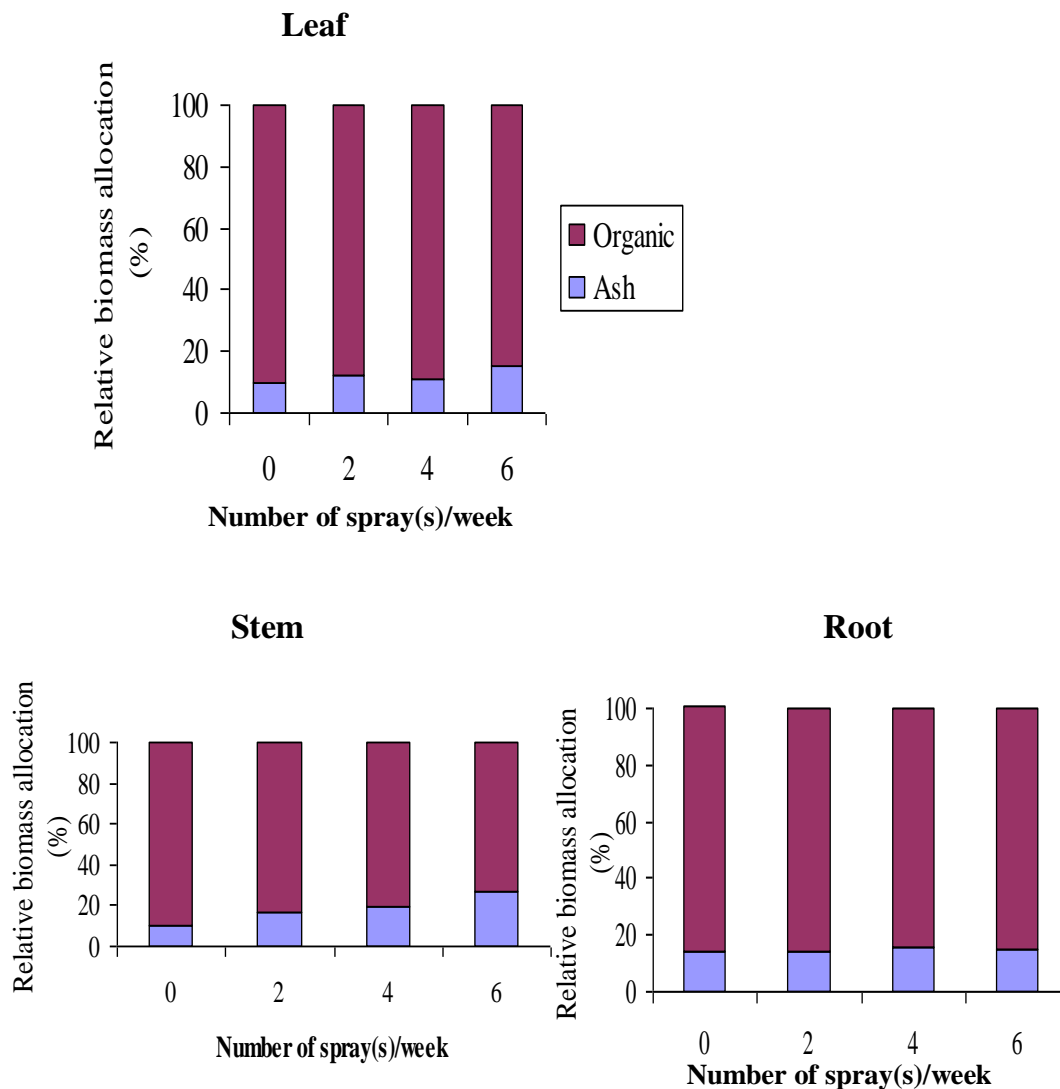 Leaf
Relative biomass allocation
(%)
100
80
60
40
20
0
0 2 4 6
Number of spray(s)/week
Organic
Ash
Stem
Relative biomass allocation
(%)
100
80
60
40
20
0
0 2 4 6
Number of spray(s)/week
Root
Relative biomass allocation
(%)
100
80
60
40
20
0
0 2 4 6
Number of spray(s)/week